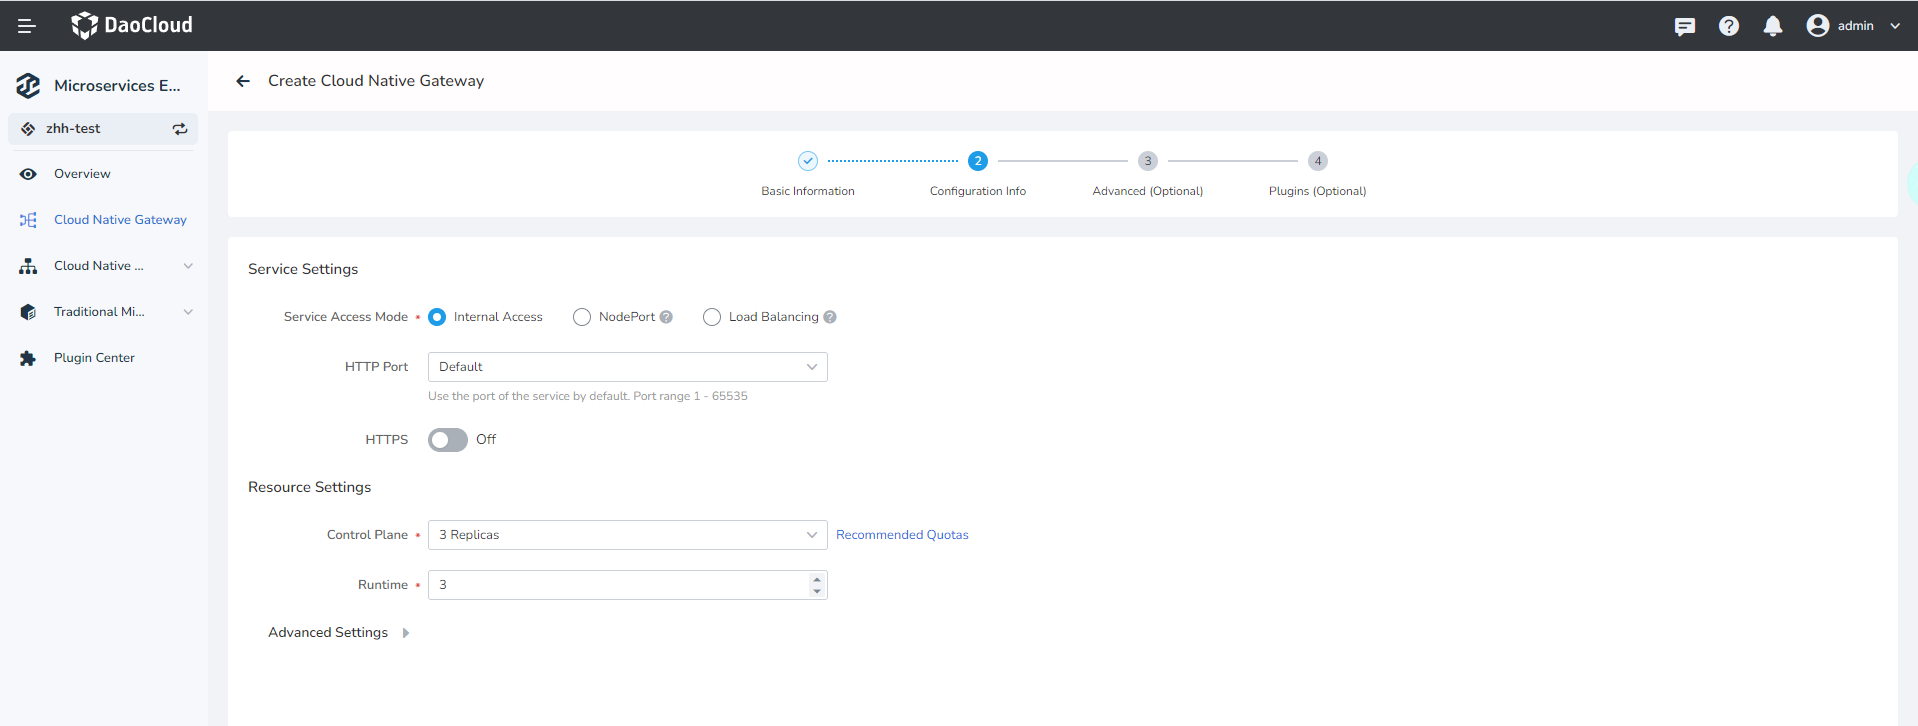 DaoCloud
admin
Microservices E...
zhh-test
Overview
Cloud Native Gateway
Cloud Native ...
Traditional Mi...
Plugin Center
Create Cloud Native Gateway
2 3 4
Basic Information Configuration Info Advanced (Optional) Plugins (Optional)
Service Settings
Service Access Mode * Internal Access NodePort ? Load Balancing ?
HTTP Port Default
Use the port of the service by default. Port range 1 - 65535
HTTPS Off
Resource Settings
Control Plane * 3 Replicas Recommended Quotas
Runtime * 3
Advanced Settings